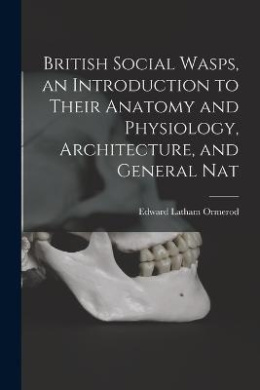 British Social Wasps,
an Introduction to
Their Anatomy and
Physiology,
Architecture, and
General Nat
Edward Latham Ormerod